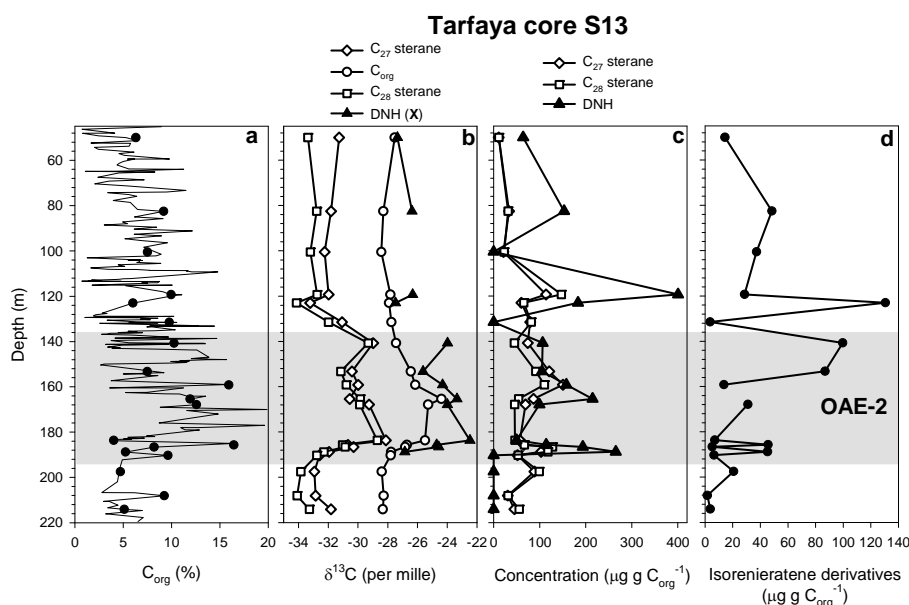 Tarfaya core S13
C27 sterane
Corg
C28 sterane
DNH (X)
C27 sterane
C28 sterane
DNH
a
b
c
d
Depth (m)
60
80
100
120
140
160
180
200
220
OAE-2
0 5 10 15 20
-34 -32 -30 -28 -26 -24 -22
0 100 200 300 400
0 20 40 60 80 100 120 140
Corg (%)
δ13C (per mille)
Concentration (μg g Corg-1)
Isorenieratene derivatives
(μg g Corg-1)